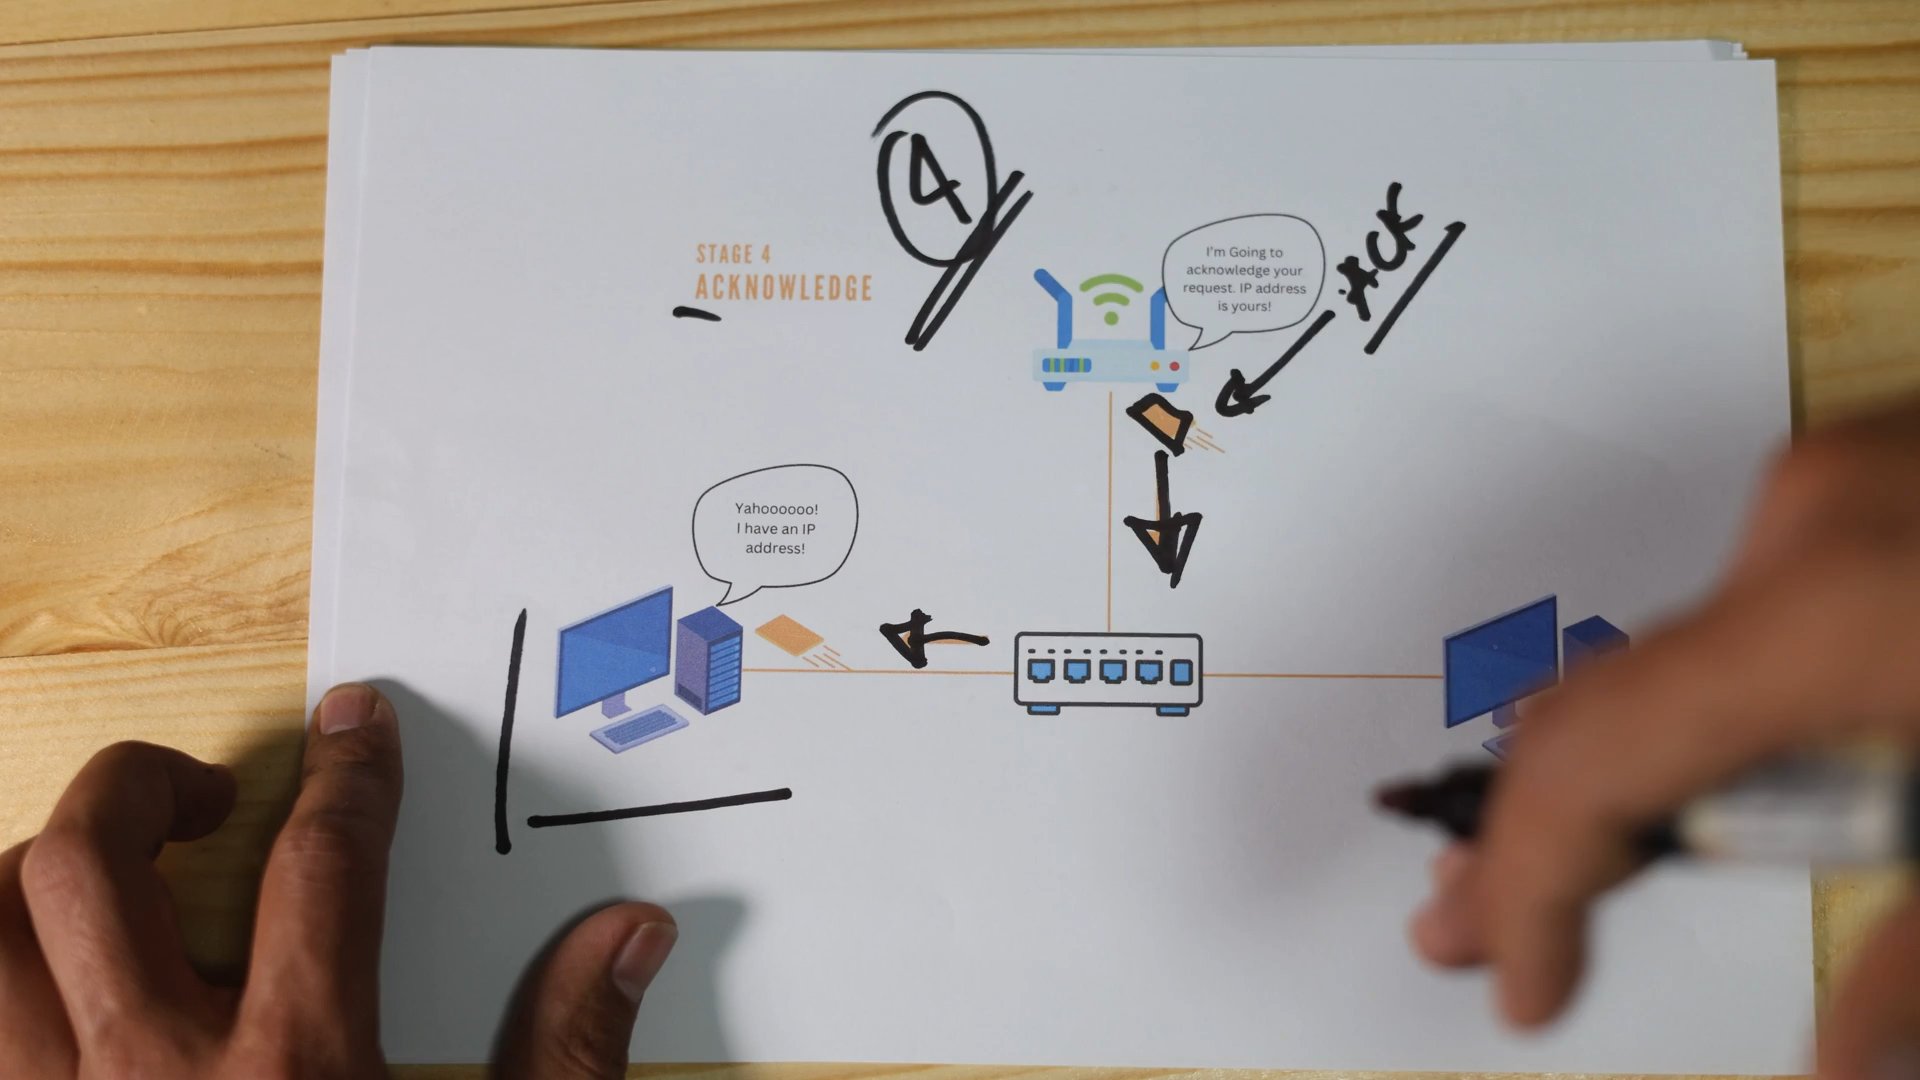 4
STAGE 4
ACKNOWLEDGE
I'm Going to
acknowledge your
request. IP address
is yours!
ACK
Yahoooooo!
I have an IP
address!